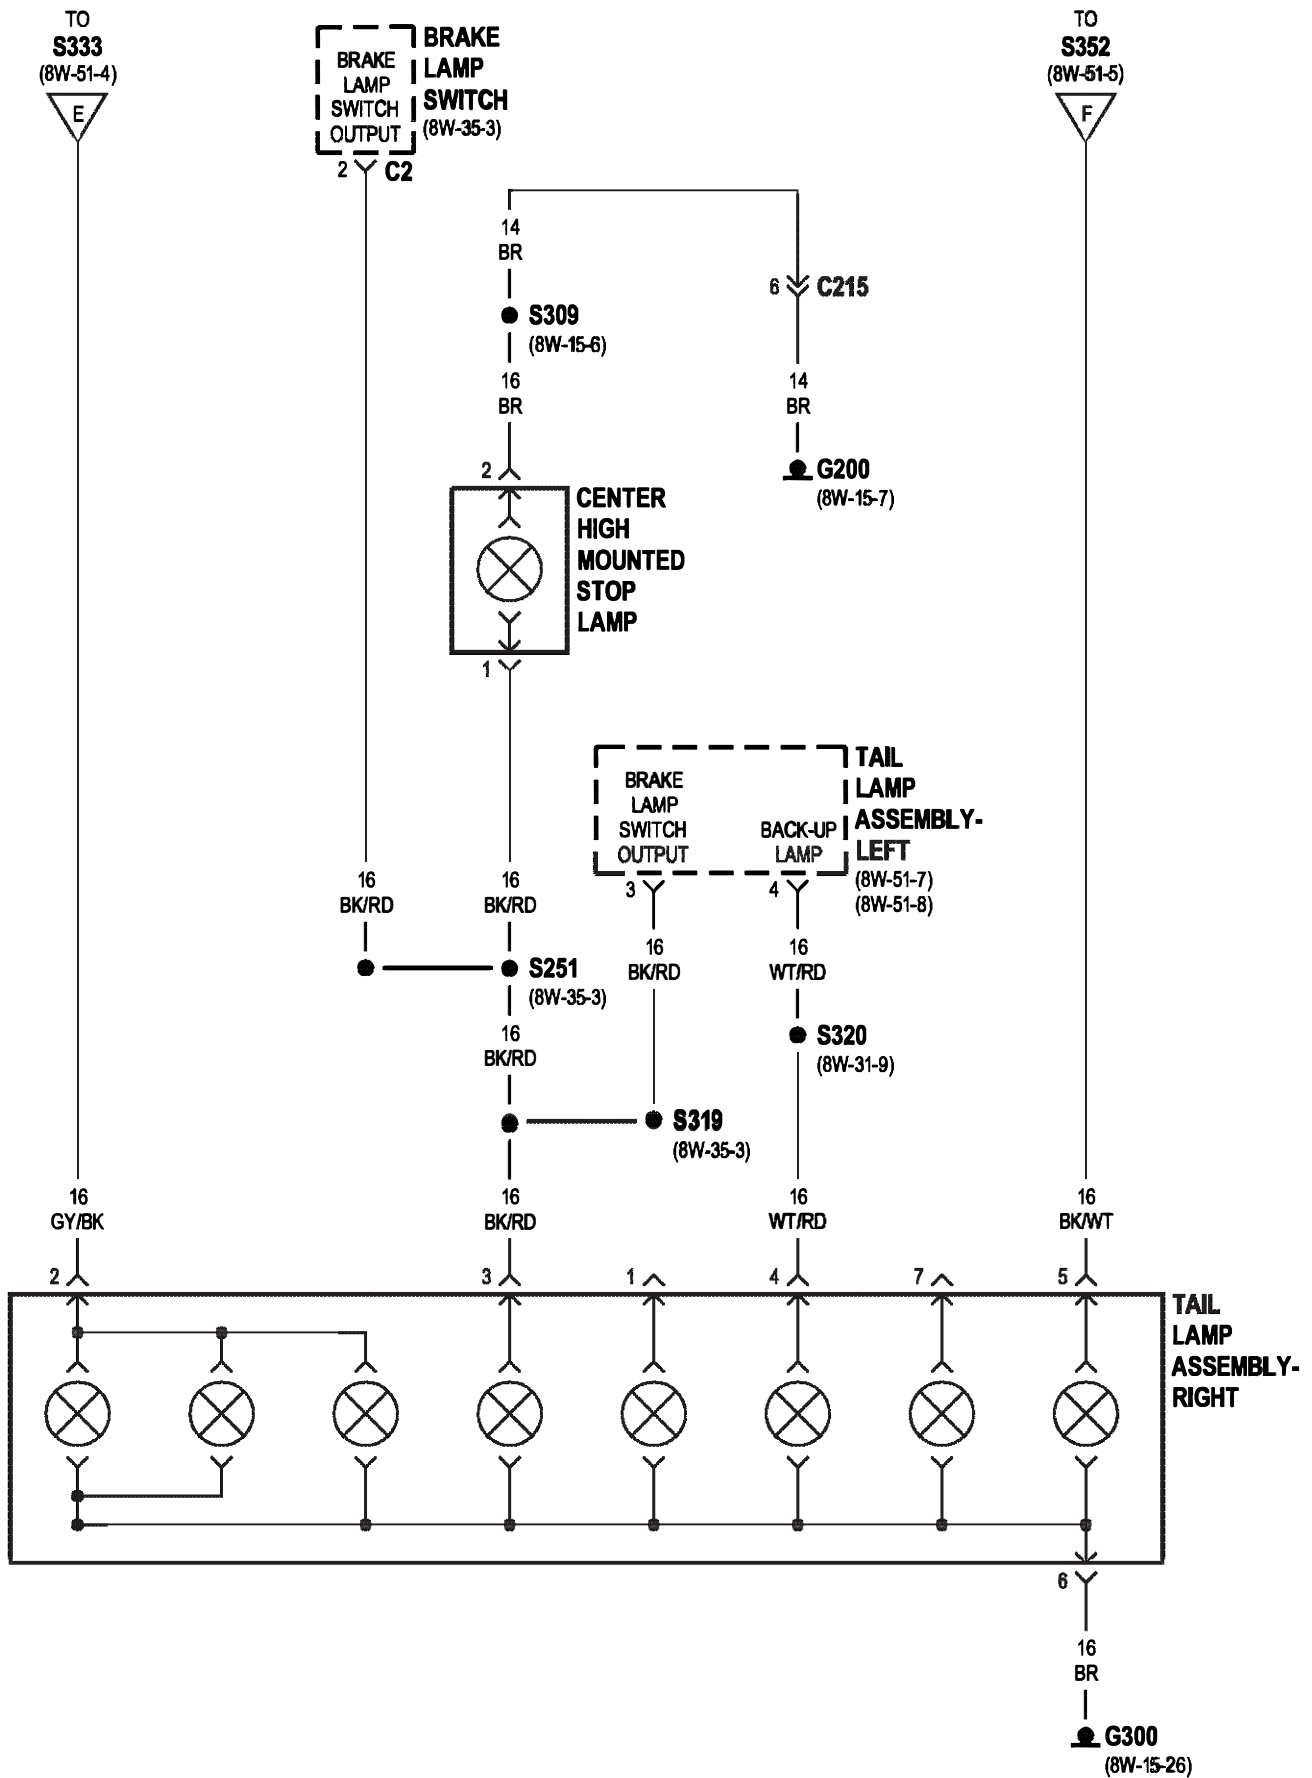 TO
S333
(8W-51-4)
E
BRAKE
LAMP
SWITCH
OUTPUT
BRAKE
LAMP
SWITCH
(8W-35-3)
2
C2
TO
S352
(8W-51-5)
F
14
BR
S309
(8W-15-6)
16
BR
6
C215
14
BR
G200
(8W-15-7)
2
CENTER
HIGH
MOUNTED
STOP
LAMP
1
BRAKE
LAMP
SWITCH
OUTPUT
BACK-UP
LAMP
TAIL
LAMP
ASSEMBLY-
LEFT
(8W-51-7)
(8W-51-8)
3
4
16
BK/RD
16
BK/RD
16
BK/RD
16
WT/RD
S251
(8W-35-3)
16
BK/RD
S320
(8W-31-9)
S319
(8W-35-3)
16
GY/BK
16
BK/RD
16
WT/RD
16
BK/WT
2
3
1
4
7
5
TAIL
LAMP
ASSEMBLY-
RIGHT
6
16
BR
G300
(8W-15-26)